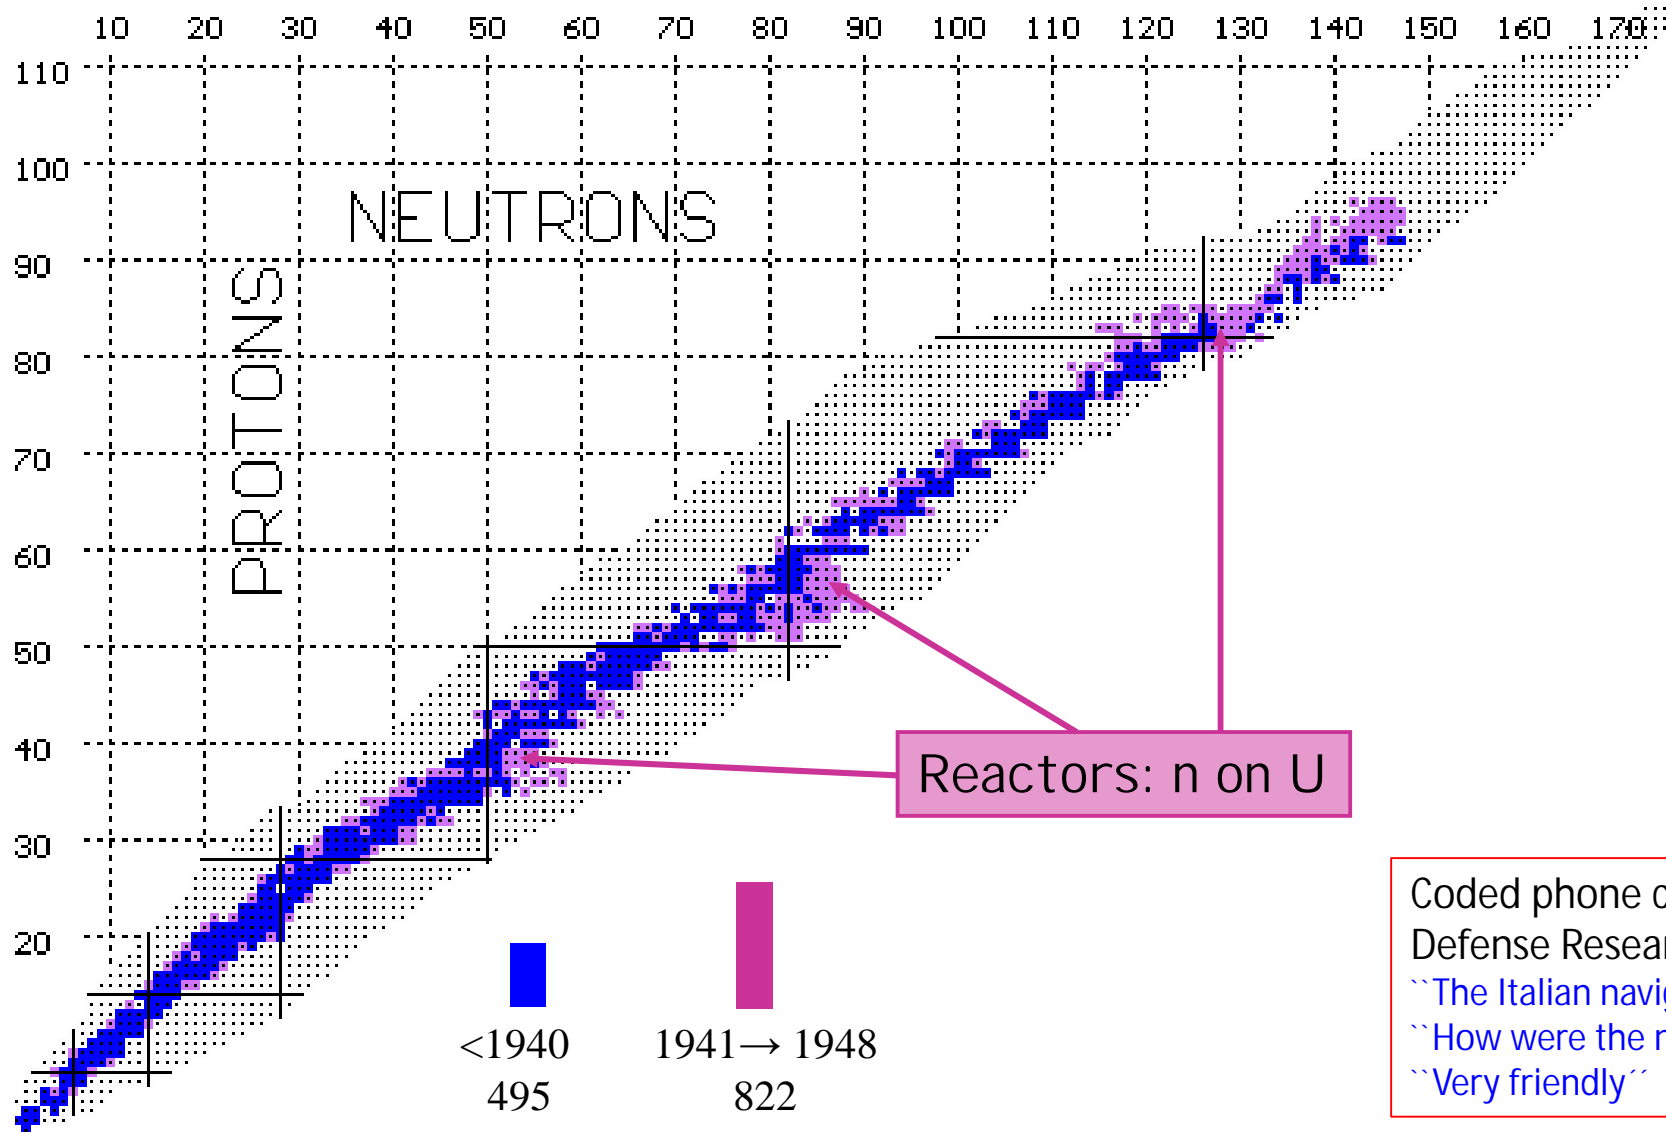 10 20 30 40 50 60 70 80 90 100 110 120 130 140 150 160 170
110
100
NEUTRONS
90
PROTONS
80
70
60
50
40
Reactors: n on U
30
Coded phone
20
Defense
``The Italian
<1940 1941→ 1948
``How were the
495 822
``Very friendly´´